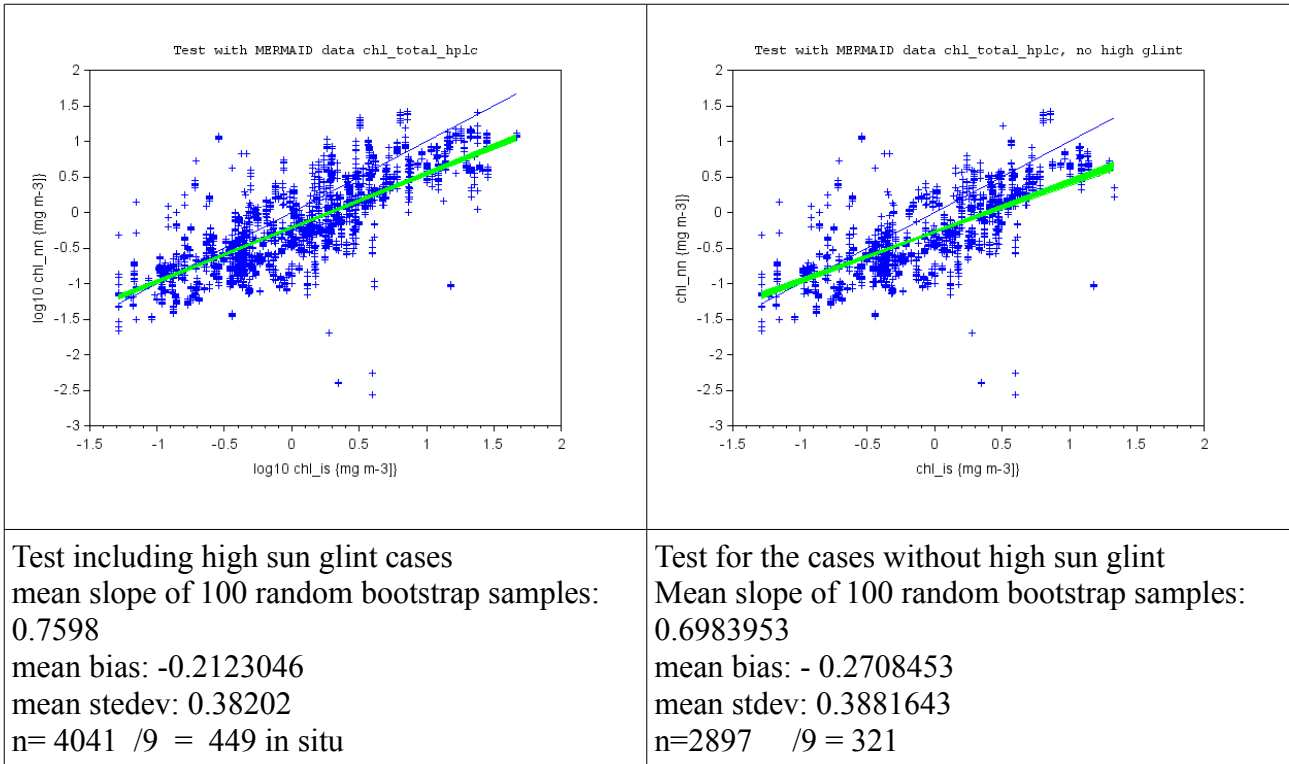 Test with MERMAID data chl_total_hplc
2
1.5
1
0.5
0
-0.5
-1
-1.5
-2
-2.5
-3
log10 chl_nn {mg m-3]}
-1.5 -1 -0.5 0 0.5 1 1.5 2
log10 chl_is {mg m-3]}
Test with MERMAID data chl_total_hplc, no high glint
2
1.5
1
0.5
0
-0.5
-1
-1.5
-2
-2.5
-3
chl_nn {mg m-3]}
-1.5 -1 -0.5 0 0.5 1 1.5 2
chl_is {mg m-3]}
Test including high sun glint cases
mean slope of 100 random bootstrap samples:
0.7598
mean bias: -0.2123046
mean stedev: 0.38202
n= 4041 /9 = 449 in situ
Test for the cases without high sun glint
Mean slope of 100 random bootstrap samples:
0.6983953
mean bias: - 0.2708453
mean stdev: 0.3881643
n=2897 /9 = 321